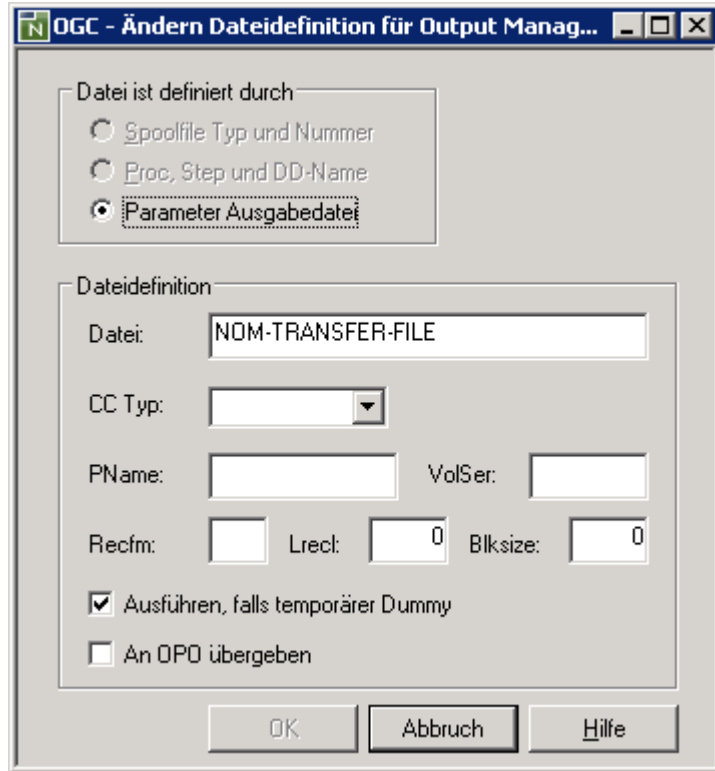 OGC - Ändern Dateidefinition für Output Manag...
Datei ist definiert durch
Spoolfile Typ und Nummer
Proc, Step und DD-Name
Parameter Ausgabedatei
Dateidefinition
Datei: NOM-TRANSFER-FILE
CC Typ:
PName: VolSer:
Recfm: Lrecl: 0 Blksize: 0
Ausführen, falls temporärer Dummy
An OPO übergeben
OK Abbruch Hilfe